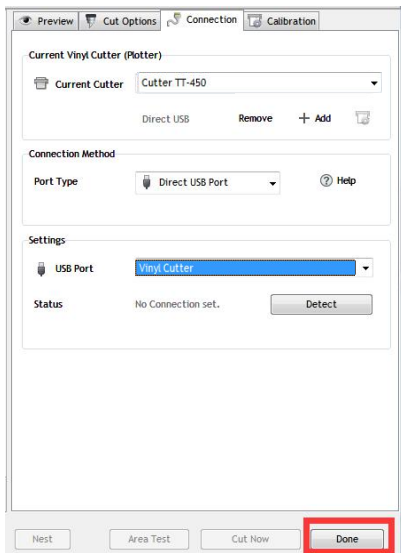 Preview Cut Options Connection Calibration
Current Vinyl Cutter (Plotter)
Current Cutter Cutter TT-450
Direct USB Remove + Add
Connection Method
Port Type Direct USB Port ? Help
Settings
USB Port Vinyl Cutter
Status No Connection set. Detect
Nest Area Test Cut Now Done